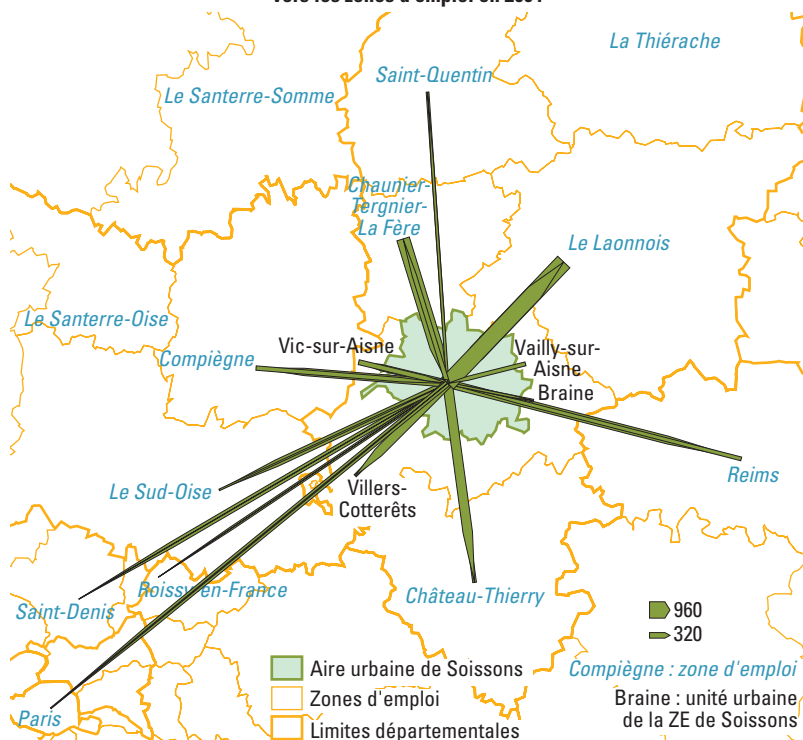 La Thiérache
Saint-Quentin
Le Santerre-Somme
Chaunier-
Tergnier-
La Fère
Le Laonnois
Le Santerre-Oise
Vic-sur-Aisne
Vailly-sur-
Aisne
Compiègne
Braine
Reims
Le Sud-Oise
Villers-
Cotterêts
Roissy-en-France
Saint-Denis
Château-Thierry
960
320
Aire urbaine de Soissons
Compiègne : zone d'emploi
Zones d'emploi
Braine : unité urbaine
de la ZE de Soissons
Paris
Limites départementales